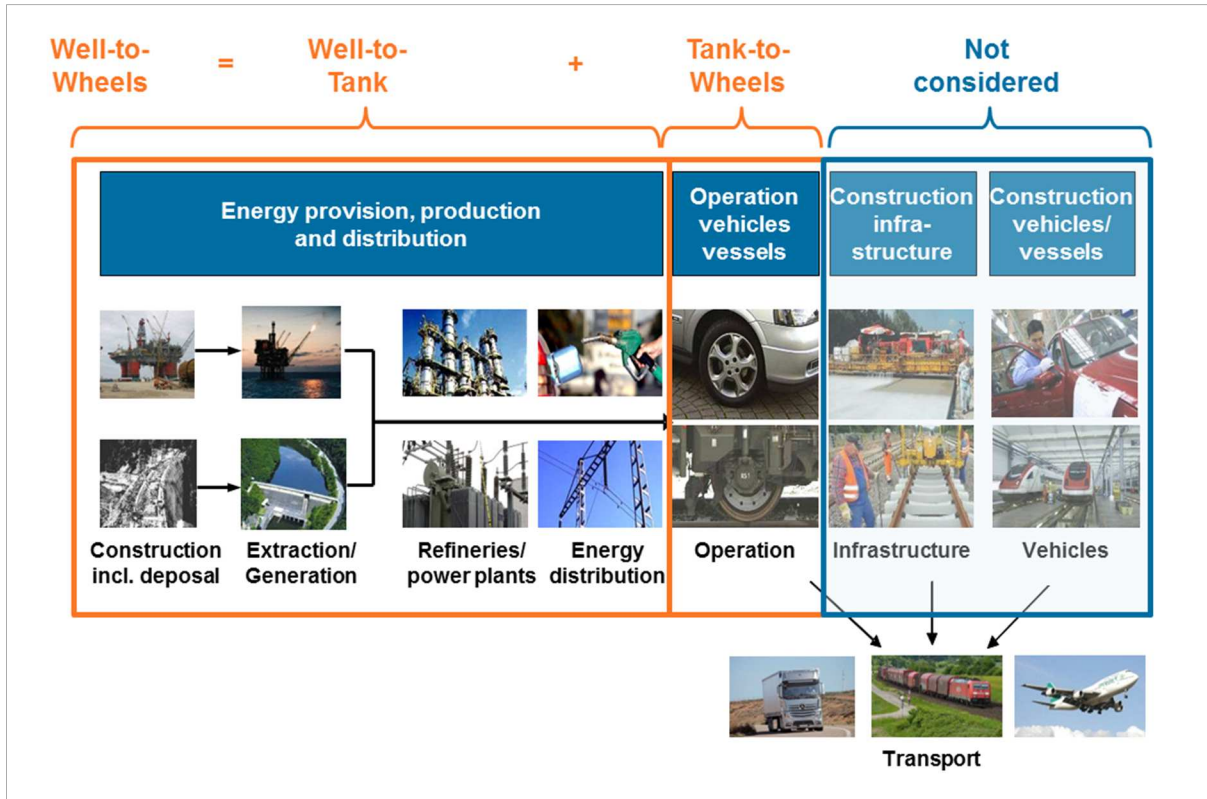 Well-to-
Wheels
=
Well-to-
Tank
+
Tank-to-
Wheels
Not
considered
Energy provision, production
and distribution
Operation
vehicles
vessels
Construction
infra-
structure
Construction
vehicles/
vessels
Construction
incl. deposal
Extraction/
Generation
Refineries/
power plants
Energy
distribution
Operation
Infrastructure
Vehicles
Transport